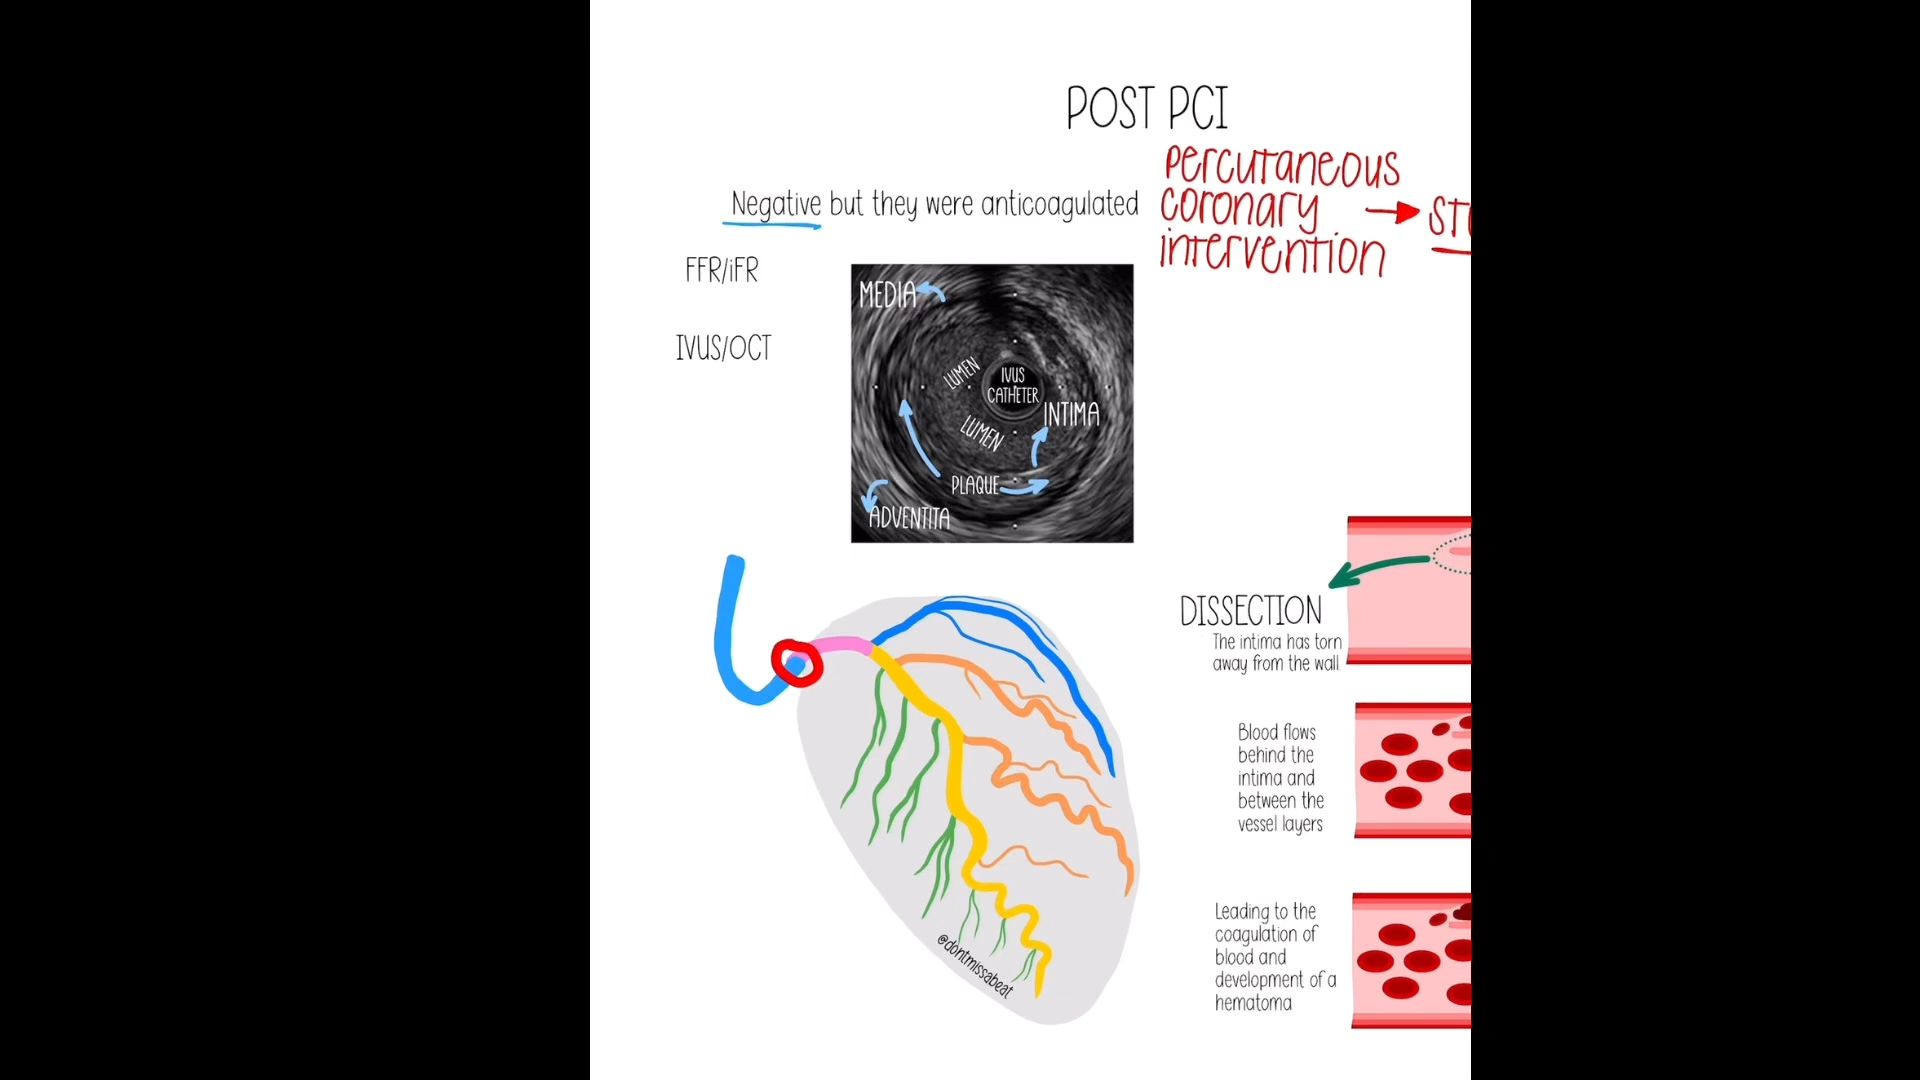 POST PCI
Percutaneous
coronary
intervention
Negative but they were anticoagulated
FFR/iFR
IVUS/OCT
MEDIA
LUMEN
IVUS
CATHETER
INTIMA
LUMEN
PLAQUE
ADVENTITA
DISSECTION
The intima has torn
away from the wall
Blood flows
behind the
intima and
between the
vessel layers
Leading to the
coagulation of
blood and
development of a
hematoma
@dontmissabeat